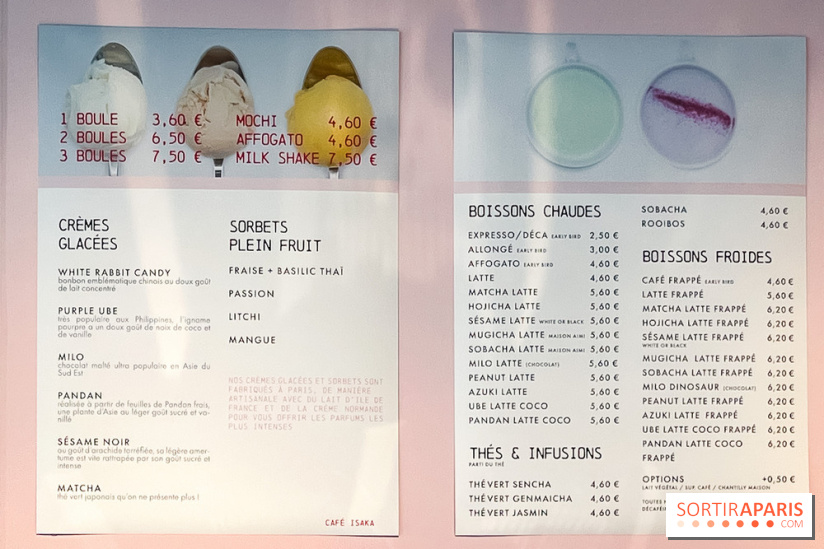 1 BOULE 3,60 €
2 BOULES 6,50 €
3 BOULES 7,50 €
MOCHI 4,60 €
AFFOGATO 4,60 €
MILK SHAKE 7,50 €
CRÈMES
GLACÉES
WHITE RABBIT CANDY
bonbon emblématique chinois au doux goût
de lait concentré
PURPLE UBE
très populaire aux Philippines, l'igname
pourpre a un doux goût de noix de coco et
de vanille
MILO
chocolat malté ultra populaire en Asie du
Sud Est
PANDAN
réalisée à partir de feuilles de Pandan frais,
une plante d'Asie au léger goût sucré et va-
nillé
SÉSAME NOIR
au goût d'arachide torréfiée, sa légère amer-
tume est vite rattrapée par son goût sucré et
intense
MATCHA
thé vert japonais qu'on ne présente plus !
SORBETS
PLEIN FRUIT
FRAISE + BASILIC THAÏ
PASSION
LITCHI
MANGUE
NOS CRÈMES GLACÉES ET SORBETS SONT
FABRIQUÉS À PARIS, DE MANIÈRE
ARTISANALE AVEC DU LAIT D'ILE DE
FRANCE ET DE LA CRÈME NORMANDE
POUR VOUS OFFRIR LES PARFUMS LES
PLUS INTENSES
CAFÉ ISAKA
BOISSONS CHAUDES
EXPRESSO/DÉCA EARLY BIRD 2,50 €
ALLONGÉ EARLY BIRD 3,00 €
AFFOGATO EARLY BIRD 4,60 €
LATTE 4,60 €
MATCHA LATTE 5,60 €
HOJICHA LATTE 5,60 €
SÉSAME LATTE WHITE OR BLACK 5,60 €
MUGICHA LATTE MAISON AIMI 5,60 €
SOBACHA LATTE MAISON AIMI 5,60 €
MILO LATTE (CHOCOLAT) 5,60 €
PEANUT LATTE 5,60 €
AZUKI LATTE 5,60 €
UBE LATTE COCO 5,60 €
PANDAN LATTE COCO 5,60 €
THÉS & INFUSIONS
PARTI DU THÉ
THÉ VERT SENCHA 4,60 €
THÉ VERT GENMAICHA 4,60 €
THÉ VERT JASMIN 4,60 €
SOBACHA 4,60 €
ROOIBOS 4,60 €
BOISSONS FROIDES
CAFÉ FRAPPÉ EARLY BIRD 4,60 €
LATTE FRAPPÉ 5,60 €
MATCHA LATTE FRAPPÉ 6,20 €
HOJICHA LATTE FRAPPÉ 6,20 €
SÉSAME LATTE FRAPPÉ 6,20 €
WHITE OR BLACK
MUGICHA LATTE FRAPPÉ 6,20 €
SOBACHA LATTE FRAPPÉ 6,20 €
MILO DINOSAUR (CHOCOLAT) 6,20 €
PEANUT LATTE FRAPPÉ 6,20 €
AZUKI LATTE FRAPPÉ 6,20 €
UBE LATTE COCO FRAPPÉ 6,20 €
PANDAN LATTE COCO 6,20 €
FRAPPÉ
OPTIONS +0,50 €
LAIT VÉGÉTAL / SUR CAFÉ / CHANTILLY MAISON
TOUTES
DÉCAFÉI
SORTIRAPARIS
.COM